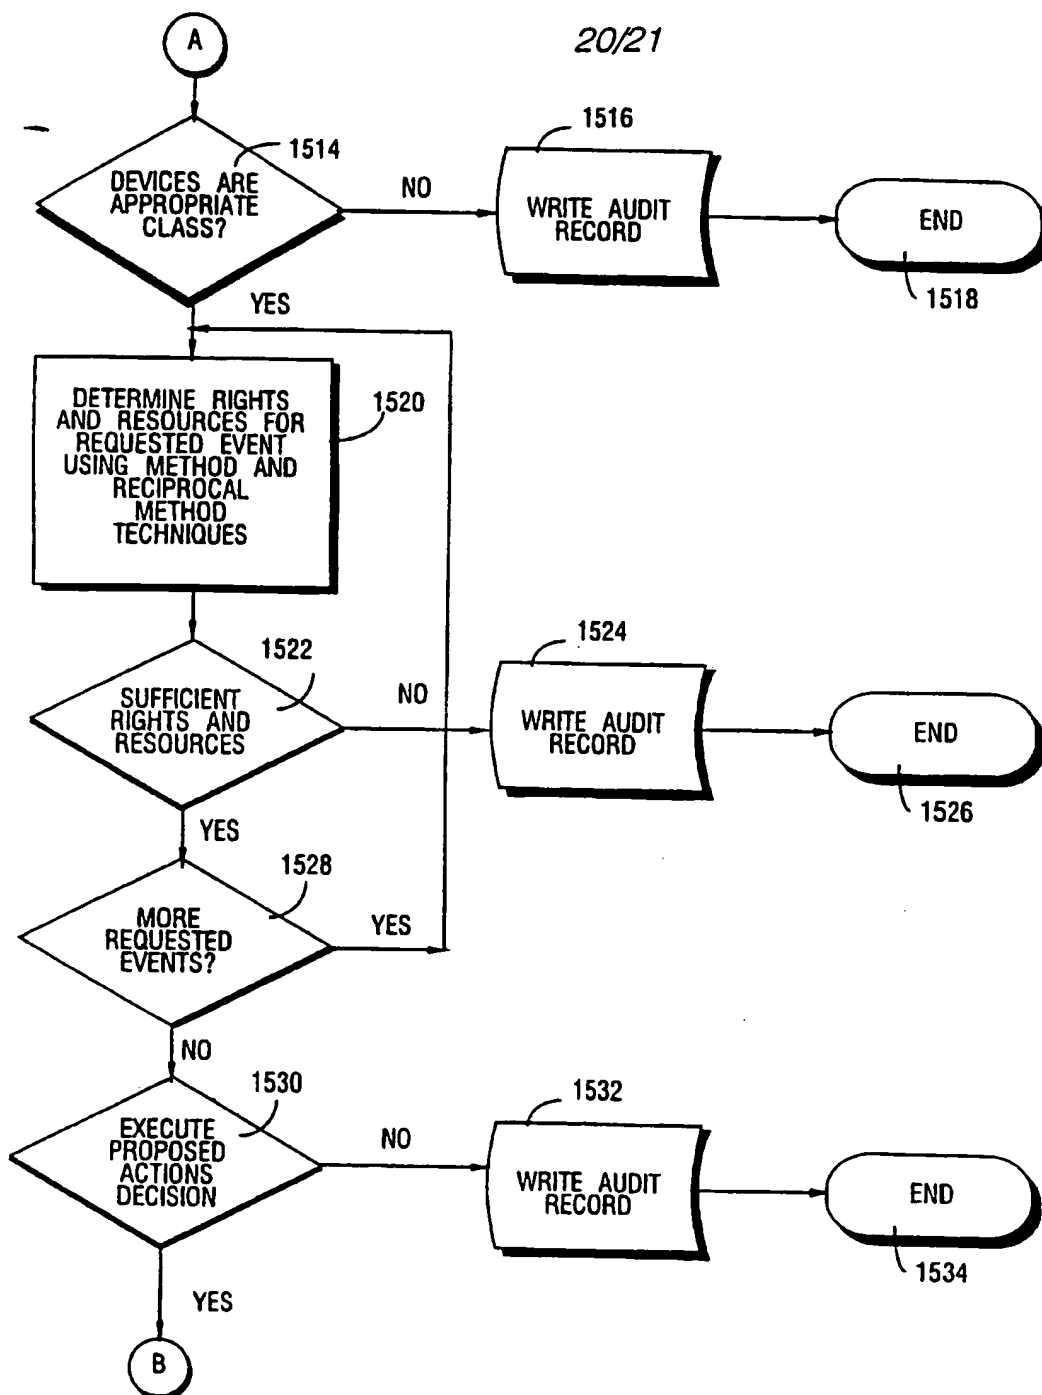 A
20/21
1514
DEVICES ARE
APPROPRIATE
CLASS?
NO
1516
WRITE AUDIT
RECORD
END
1518
YES
DETERMINE RIGHTS
AND RESOURCES FOR
REQUESTED EVENT
USING METHOD AND
RECIPROCAL
METHOD
TECHNIQUES
1520
1522
SUFFICIENT
RIGHTS AND
RESOURCES
NO
1524
WRITE AUDIT
RECORD
END
1526
YES
1528
MORE
REQUESTED
EVENTS?
YES
NO
1530
EXECUTE
PROPOSED
ACTIONS
DECISION
NO
1532
WRITE AUDIT
RECORD
END
1534
YES
B